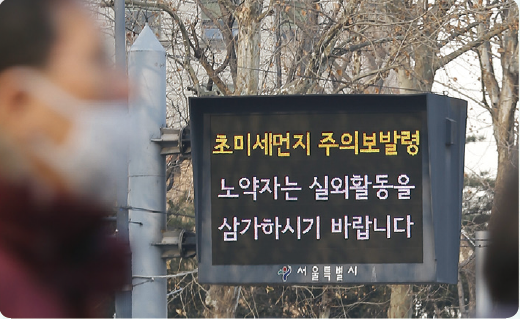 초미세먼지 주의보발령
노약자는 실외활동을
삼가하시기 바랍니다
서울특별시